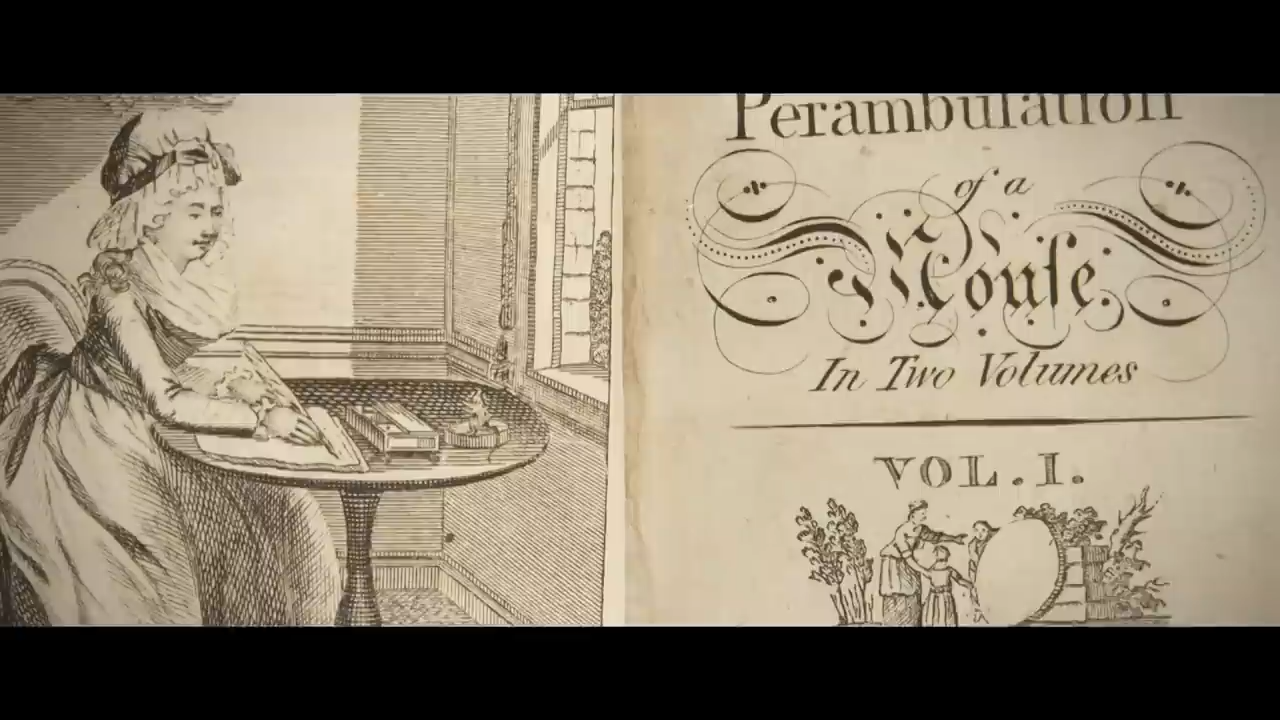 Perambulation
of a
Mouſe.
In Two Volumes
VOL. I.